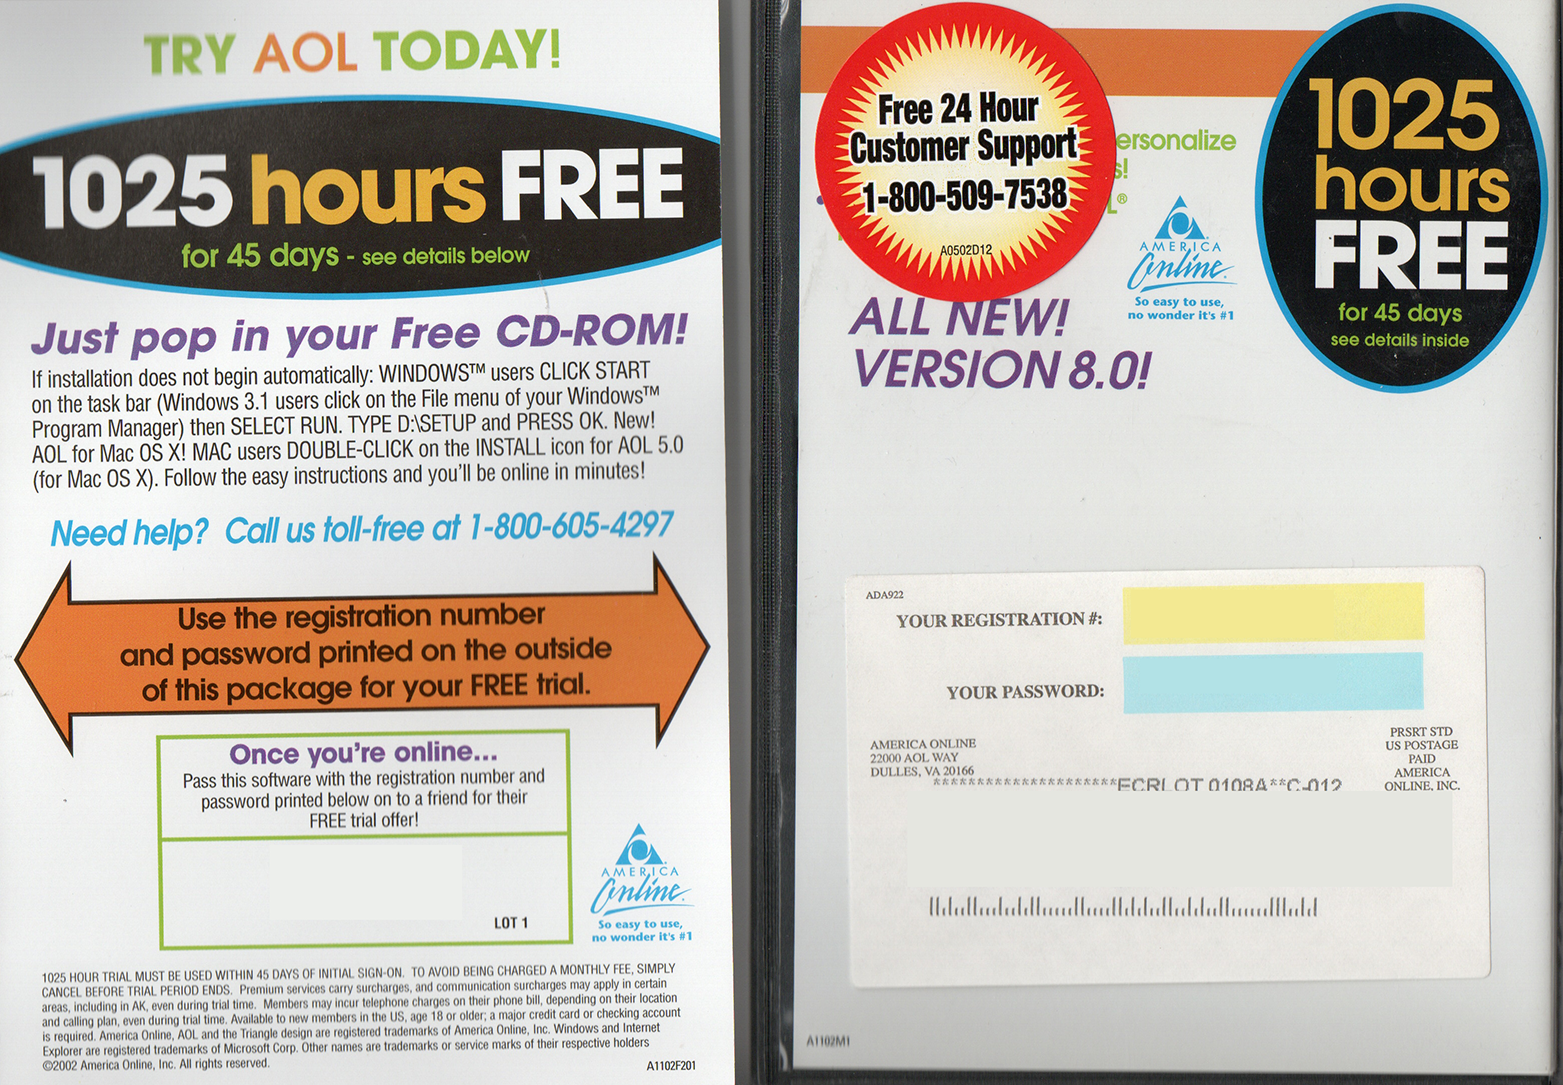 TRY AOL TODAY!
1025 hours FREE
for 45 days - see details below
Just pop in your Free CD-ROM!
If installation does not begin automatically: WINDOWS™ users CLICK START
on the task bar (Windows 3.1 users click on the File menu of your Windows™
Program Manager) then SELECT RUN. TYPE D:\SETUP and PRESS OK. New!
AOL for Mac OS X! MAC users DOUBLE-CLICK on the INSTALL icon for AOL 5.0
(for Mac OS X). Follow the easy instructions and you'll be online in minutes!
Need help? Call us toll-free at 1-800-605-4297
Use the registration number
and password printed on the outside
of this package for your FREE trial.
Once you're online...
Pass this software with the registration number and
password printed below on to a friend for their
FREE trial offer!
LOT 1
AMERICA
Online.
So easy to use,
no wonder it's #1
1025 HOUR TRIAL MUST BE USED WITHIN 45 DAYS OF INITIAL SIGN-ON. TO AVOID BEING CHARGED A MONTHLY FEE, SIMPLY
CANCEL BEFORE TRIAL PERIOD ENDS. Premium services carry surcharges, and communication surcharges may apply in certain
areas, including in AK, even during trial time. Members may incur telephone charges on their phone bill, depending on their location
and calling plan, even during trial time. Available to new members in the US, age 18 or older; a major credit card or checking account
is required. America Online, AOL and the Triangle design are registered trademarks of America Online, Inc. Windows and Internet
Explorer are registered trademarks of Microsoft Corp. Other names are trademarks or service marks of their respective holders
©2002 America Online, Inc. All rights reserved.
A1102F201
Free 24 Hour
Customer Support
1-800-509-7538
A0502D12
ersonalize
s!
L®
AMERICA
Online.
So easy to use,
no wonder it's #1
1025
hours
FREE
for 45 days
see details inside
ALL NEW!
VERSION 8.0!
ADA922
YOUR REGISTRATION #:
YOUR PASSWORD:
AMERICA ONLINE
22000 AOL WAY
DULLES, VA 20166
PRSRT STD
US POSTAGE
PAID
AMERICA
ONLINE, INC.
**********************ECRLOT 0108A**C-012
A1102M1